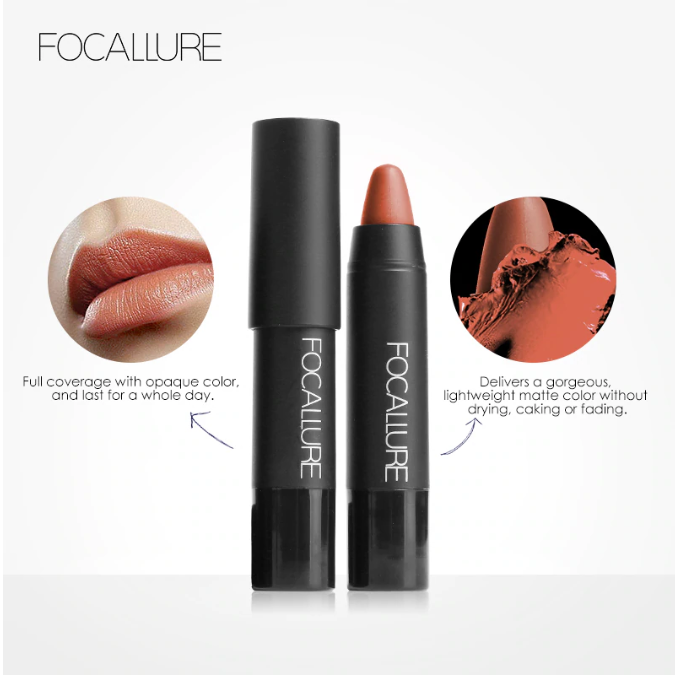 FOCALLURE
FOCALLURE
FOCALLURE
Full coverage with opaque color,
and last for a whole day.
Delivers a gorgeous,
lightweight matte color without
drying, caking or fading.